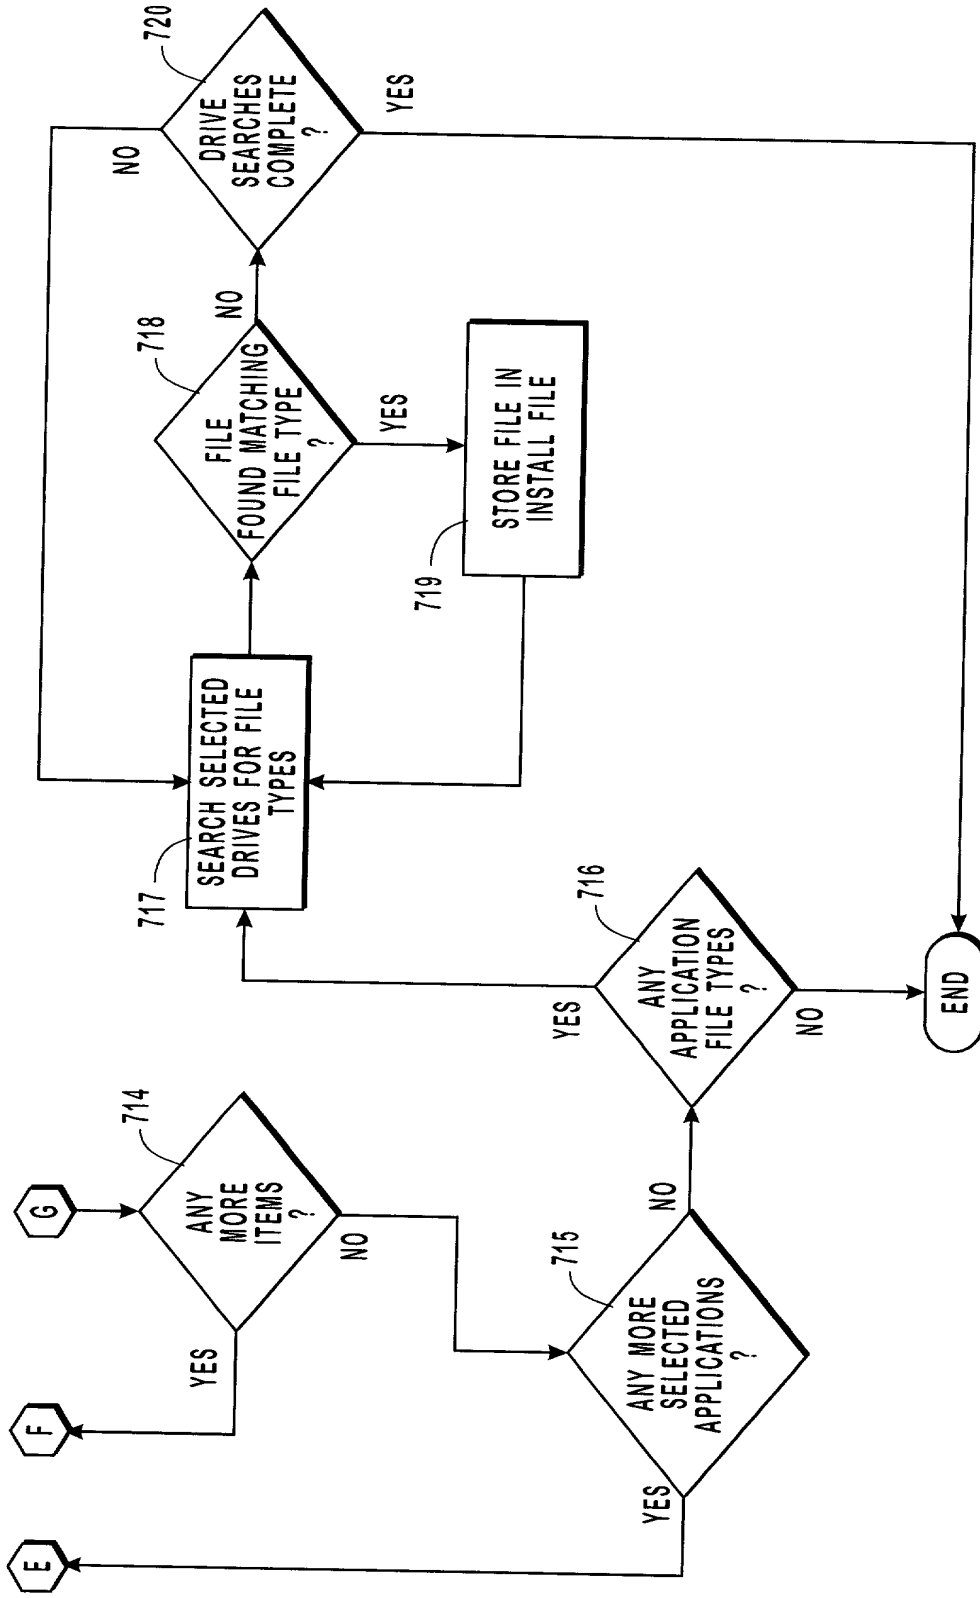 E
F
G
714
ANY
MORE
ITEMS
?
YES
NO
715
ANY MORE
SELECTED
APPLICATIONS
?
YES
NO
716
ANY
APPLICATION
FILE TYPES
?
YES
NO
END
717
SEARCH SELECTED
DRIVES FOR FILE
TYPES
718
FILE
FOUND MATCHING
FILE TYPE
?
NO
YES
719
STORE FILE IN
INSTALL FILE
720
DRIVE
SEARCHES
COMPLETE
?
NO
YES